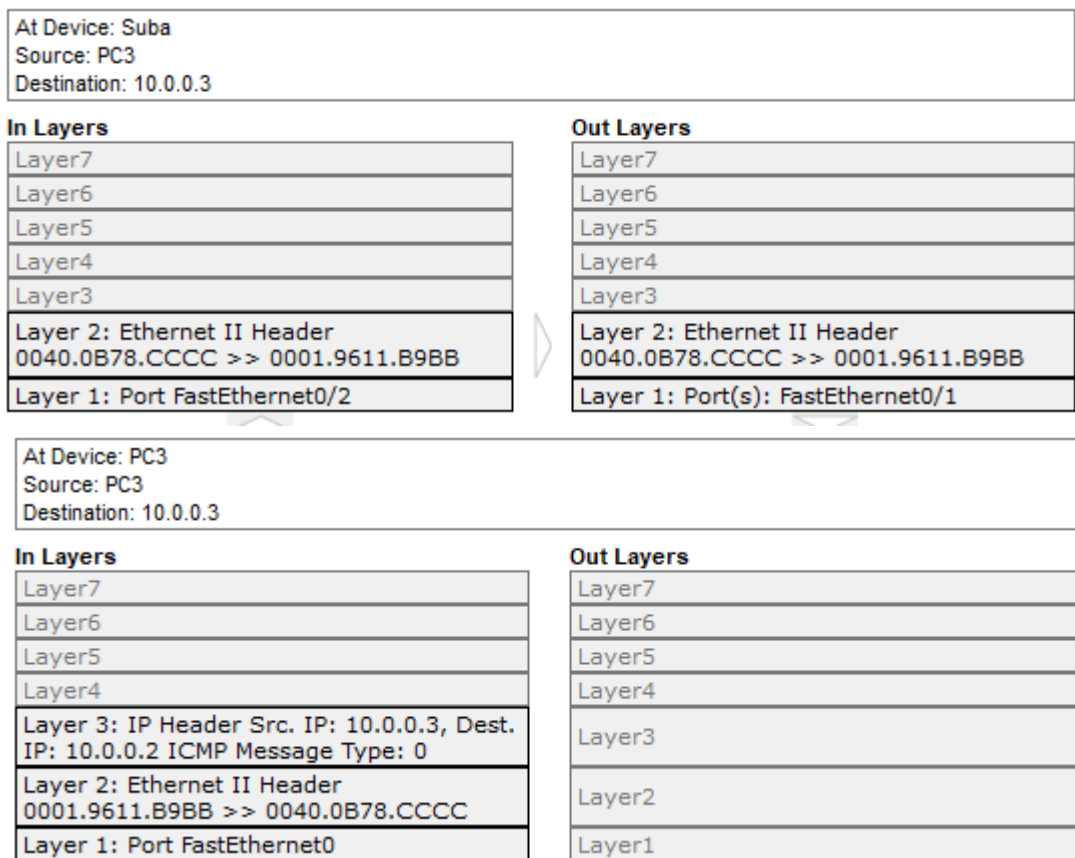 At Device: Suba
Source: PC3
Destination: 10.0.0.3
In Layers
Layer7
Layer6
Layer5
Layer4
Layer3
Layer 2: Ethernet II Header
0040.0B78.CCCC >> 0001.9611.B9BB
Layer 1: Port FastEthernet0/2
Out Layers
Layer7
Layer6
Layer5
Layer4
Layer3
Layer 2: Ethernet II Header
0040.0B78.CCCC >> 0001.9611.B9BB
Layer 1: Port(s): FastEthernet0/1
At Device: PC3
Source: PC3
Destination: 10.0.0.3
In Layers
Layer7
Layer6
Layer5
Layer4
Layer 3: IP Header Src. IP: 10.0.0.3, Dest.
IP: 10.0.0.2 ICMP Message Type: 0
Layer 2: Ethernet II Header
0001.9611.B9BB >> 0040.0B78.CCCC
Layer 1: Port FastEthernet0
Out Layers
Layer7
Layer6
Layer5
Layer4
Layer3
Layer2
Layer1